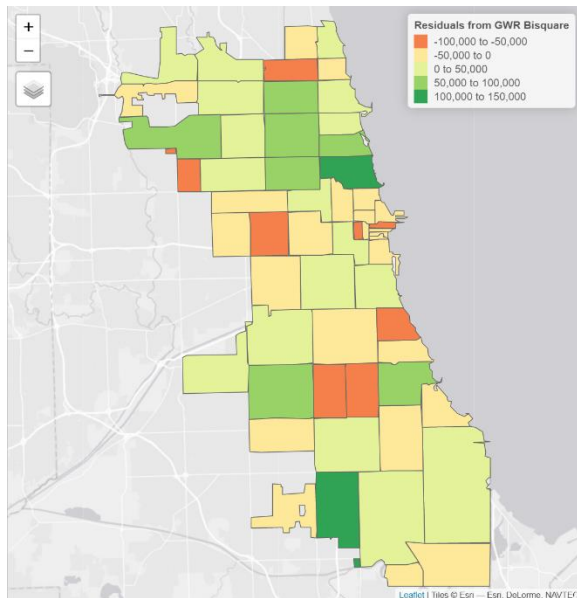 +
−
Residuals from GWR Bisquare
-100,000 to -50,000
-50,000 to 0
0 to 50,000
50,000 to 100,000
100,000 to 150,000
Leaflet | Tiles © Esri — Esri, DeLorme, NAVTEQ